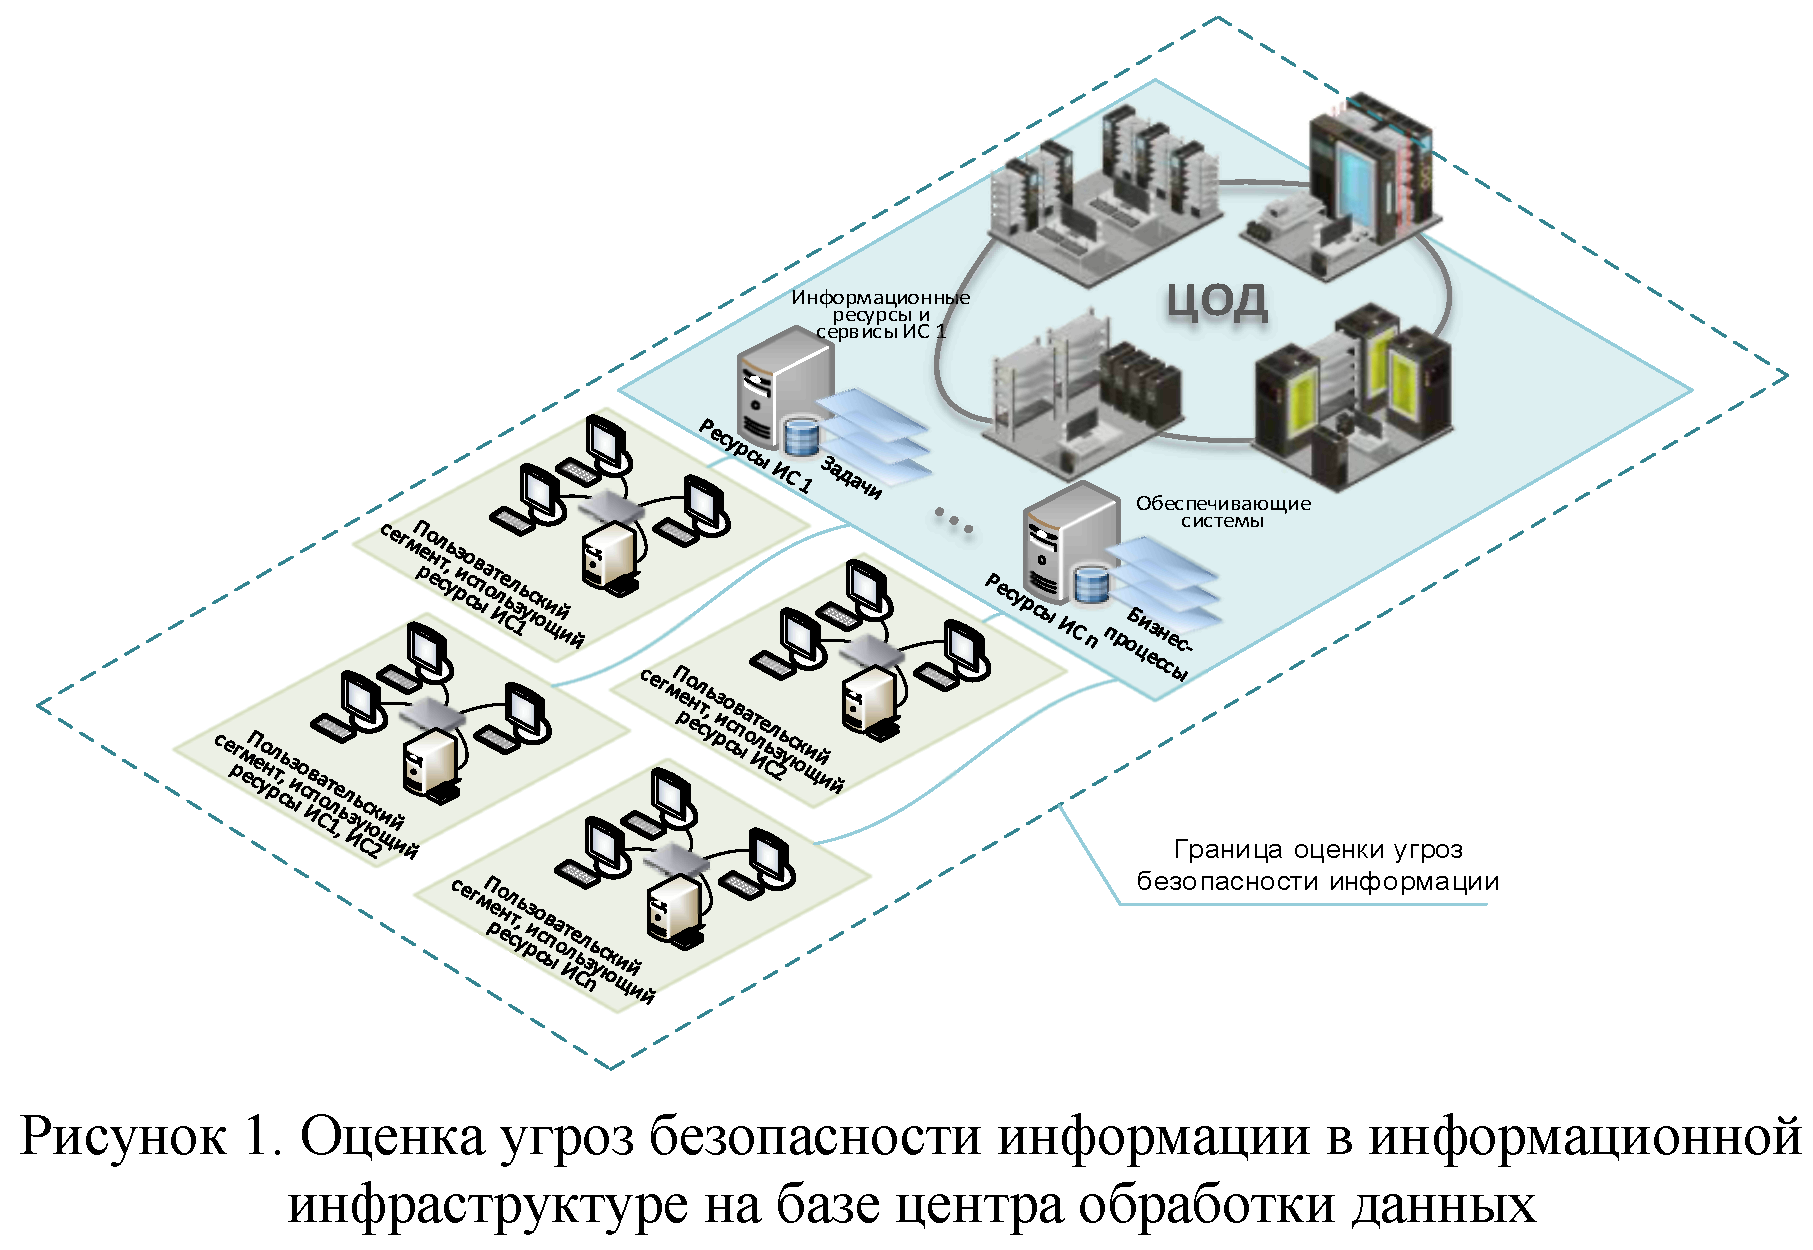 ЦОД
Информационные
ресурсы и
сервисы ИС 1
Ресурсы ИС 1
Задачи
Обеспечивающие
системы
Ресурсы ИС n
Бизнес-
процессы
Пользовательский
сегмент, использующий
ресурсы ИС1
Пользовательский
сегмент, использующий
ресурсы ИС2
Пользовательский
сегмент, использующий
ресурсы ИС1, ИС2
Пользовательский
сегмент, использующий
ресурсы ИСn
Граница оценки угроз
безопасности информации
Рисунок 1. Оценка угроз безопасности информации в информационной
инфраструктуре на базе центра обработки данных